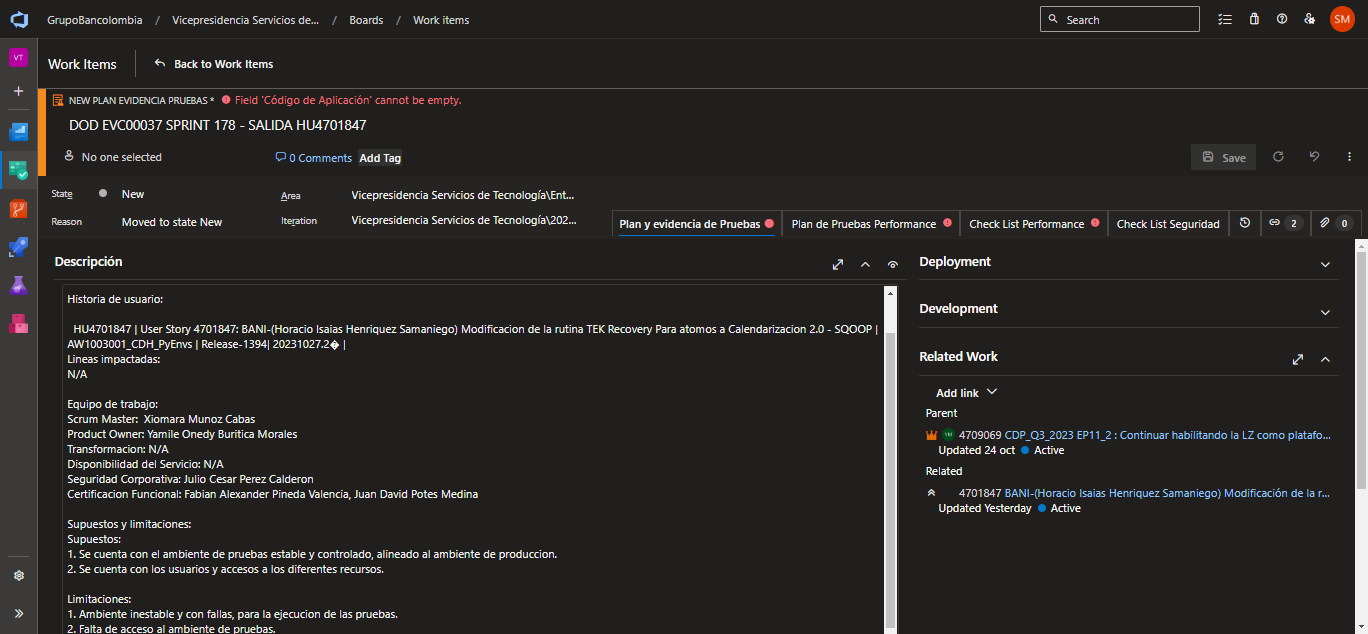 GrupoBancolombia / Vicepresidencia Servicios de... / Boards / Work items
Search
SM
VT
Work Items
Back to Work Items
NEW PLAN EVIDENCIA PRUEBAS * Field 'Código de Aplicación' cannot be empty.
DOD EVC00037 SPRINT 178 - SALIDA HU4701847
No one selected
0 Comments
Add Tag
Save
State
New
Area
Vicepresidencia Servicios de Tecnología\Ent...
Reason
Moved to state New
Iteration
Vicepresidencia Servicios de Tecnología\202...
Plan y evidencia de Pruebas
Plan de Pruebas Performance
Check List Performance
Check List Seguridad
2
0
Descripción
Historia de usuario:
HU4701847 | User Story 4701847: BANI-(Horacio Isaias Henriquez Samaniego) Modificacion de la rutina TEK Recovery Para atomos a Calendarizacion 2.0 - SQOOP |
AW1003001_CDH_PyEnvs | Release-1394| 20231027.2� |
Lineas impactadas:
N/A
Equipo de trabajo:
Scrum Master: Xiomara Munoz Cabas
Product Owner: Yamile Onedy Buritica Morales
Transformacion: N/A
Disponibilidad del Servicio: N/A
Seguridad Corporativa: Julio Cesar Perez Calderon
Certificacion Funcional: Fabian Alexander Pineda Valencia, Juan David Potes Medina
Supuestos y limitaciones:
Supuestos:
1. Se cuenta con el ambiente de pruebas estable y controlado, alineado al ambiente de produccion.
2. Se cuenta con los usuarios y accesos a los diferentes recursos.
Limitaciones:
1. Ambiente inestable y con fallas, para la ejecucion de las pruebas.
2. Falta de acceso al ambiente de pruebas.
Deployment
Development
Related Work
Add link
Parent
YM 4709069 CDP_Q3_2023 EP11_2 : Continuar habilitando la LZ como platafo...
Updated 24 oct Active
Related
4701847 BANI-(Horacio Isaias Henriquez Samaniego) Modificación de la r...
Updated Yesterday Active